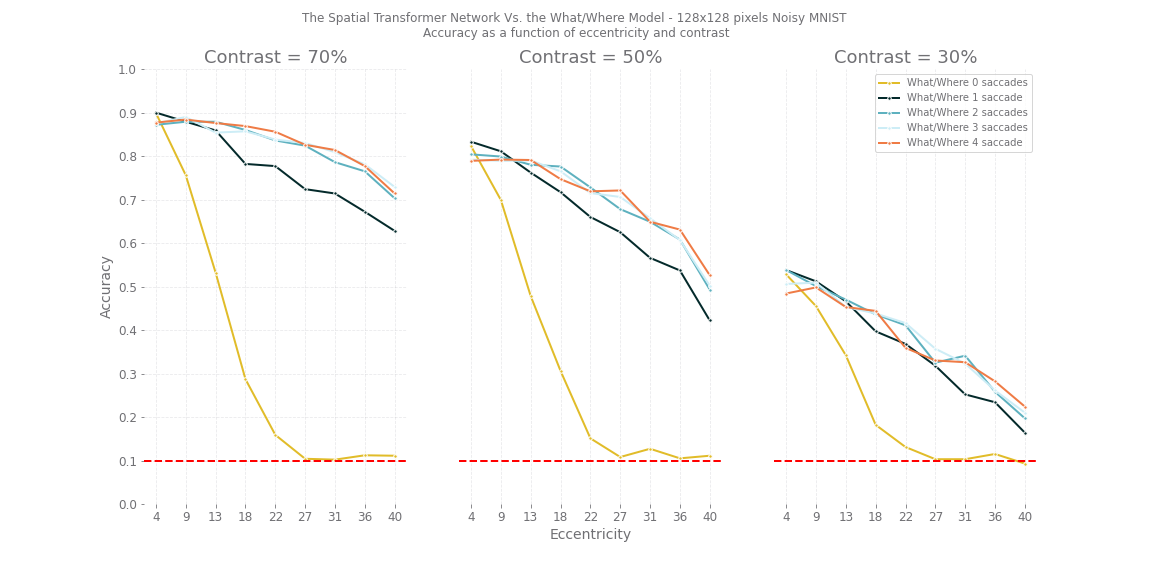 The Spatial Transformer Network Vs. the What/Where Model - 128x128 pixels Noisy MNIST
Accuracy as a function of eccentricity and contrast
Contrast = 70%
Contrast = 50%
Contrast = 30%
What/Where 0 saccades
What/Where 1 saccade
What/Where 2 saccades
What/Where 3 saccades
What/Where 4 saccade
Accuracy
1.0
0.9
0.8
0.7
0.6
0.5
0.4
0.3
0.2
0.1
0.0
4 9 13 18 22 27 31 36 40
4 9 13 18 22 27 31 36 40
4 9 13 18 22 27 31 36 40
Eccentricity